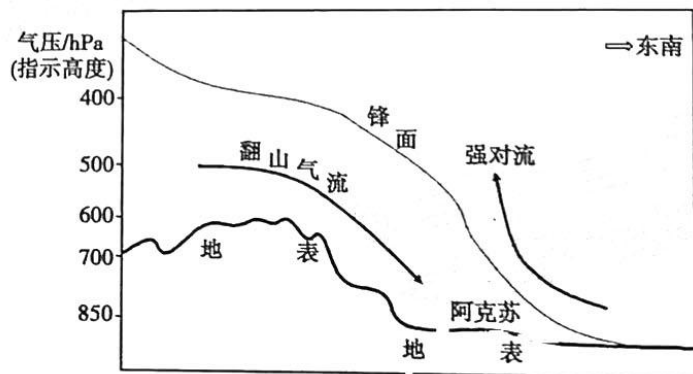 气压/hPa
(指示高度)
⇨东南
400
锋面
强对流
500
翻山气流
600
700
地表
850
阿克苏
地表